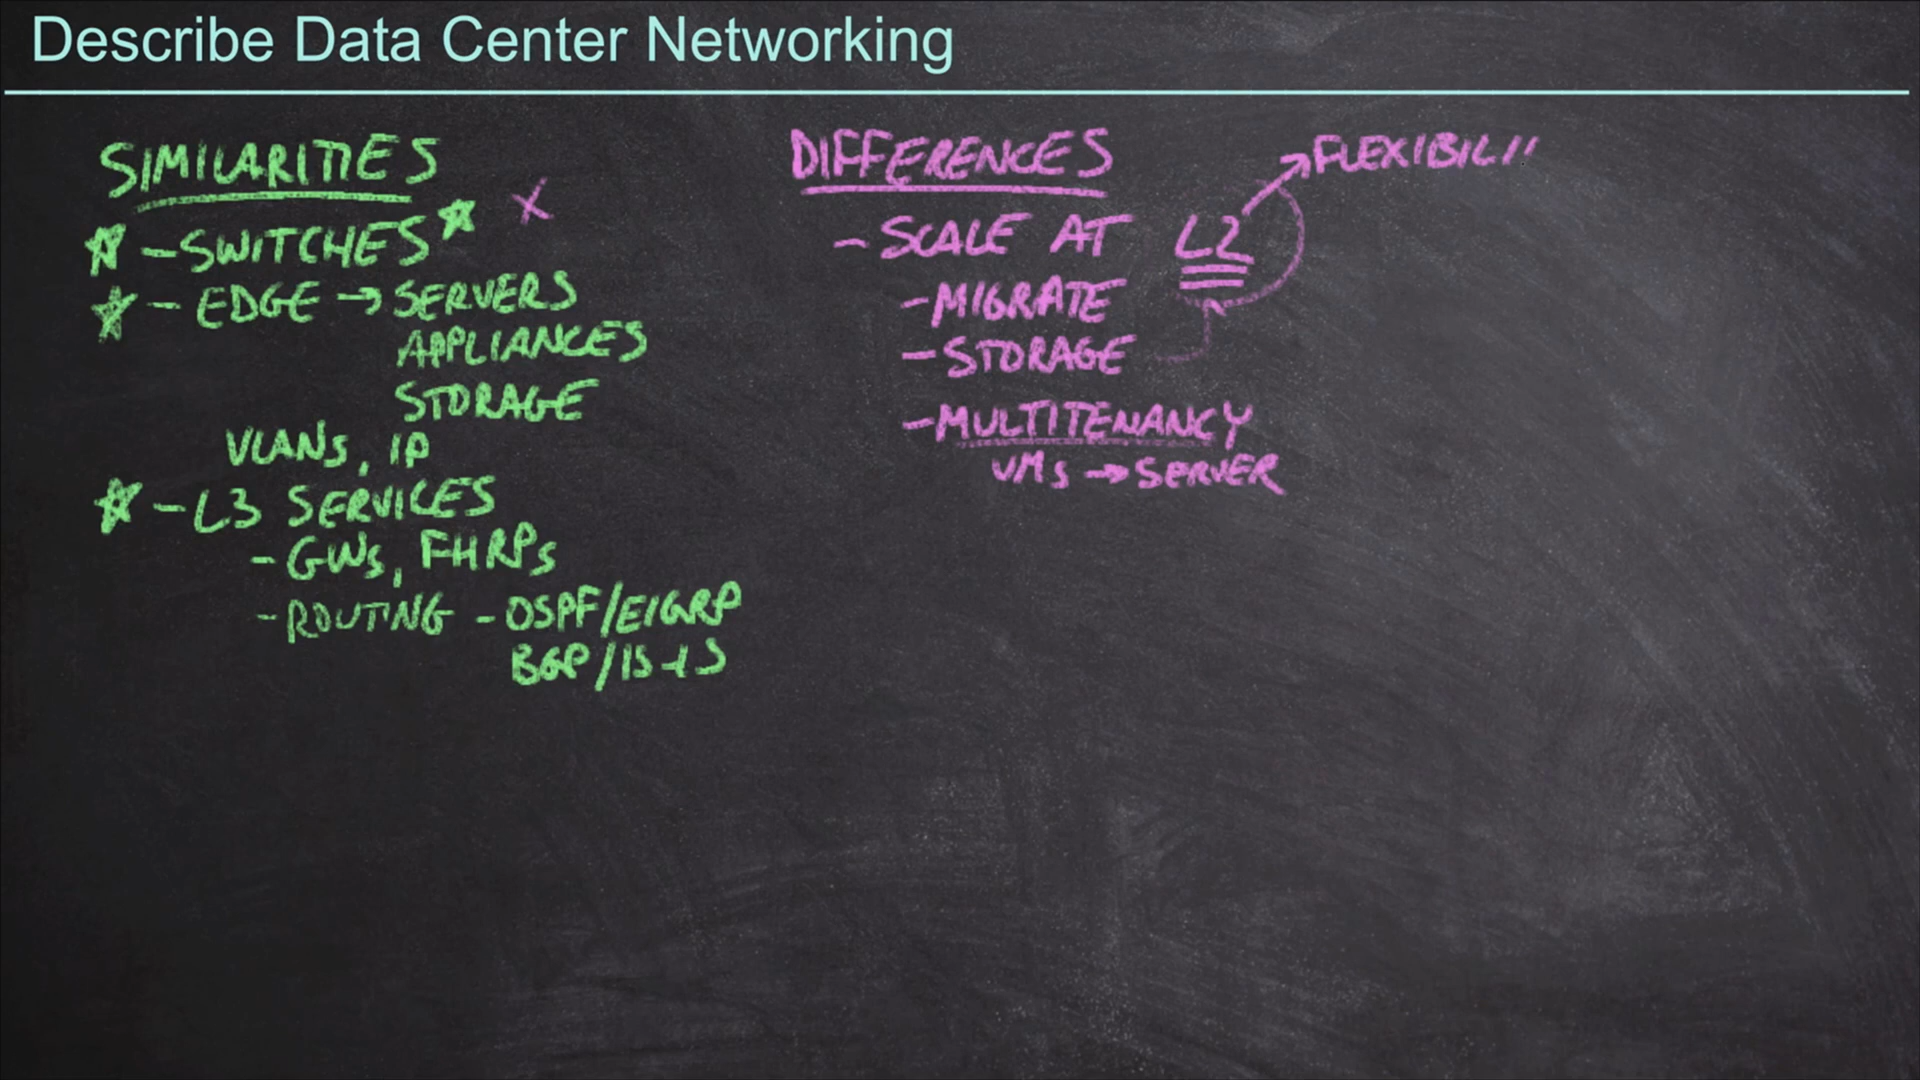 Describe Data Center Networking
SIMILARITIES
- SWITCHES
- EDGE → SERVERS
APPLIANCES
STORAGE
VLANs, IP
- L3 SERVICES
- GWs, FHRPs
- ROUTING - OSPF/EIGRP
BGP/IS-IS
X
DIFFERENCES
- SCALE AT L2
FLEXIBIL
- MIGRATE
- STORAGE
- MULTITENANCY
VMs → SERVER